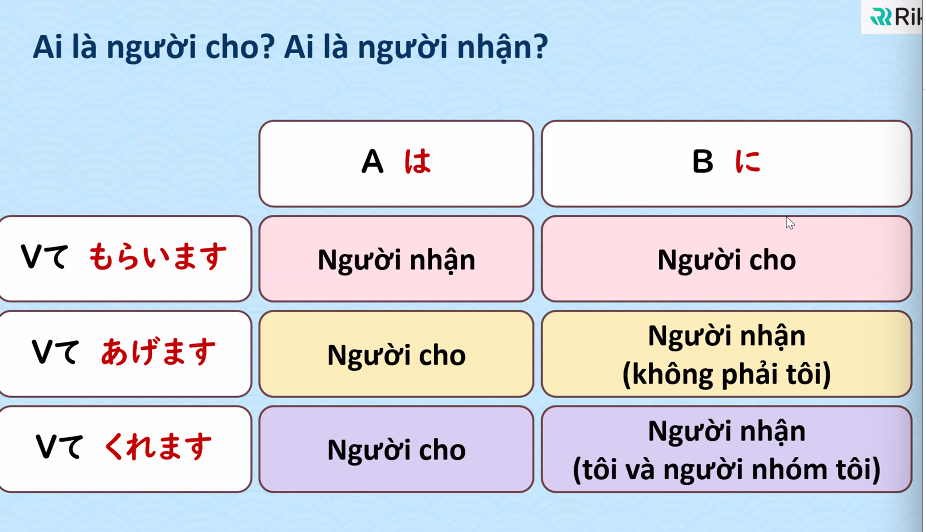 Rik
Ai là người cho? Ai là người nhận?
A は
B に
Vて もらいます
Người nhận
Người cho
Vて あげます
Người cho
Người nhận
(không phải tôi)
Vて くれます
Người cho
Người nhận
(tôi và người nhóm tôi)